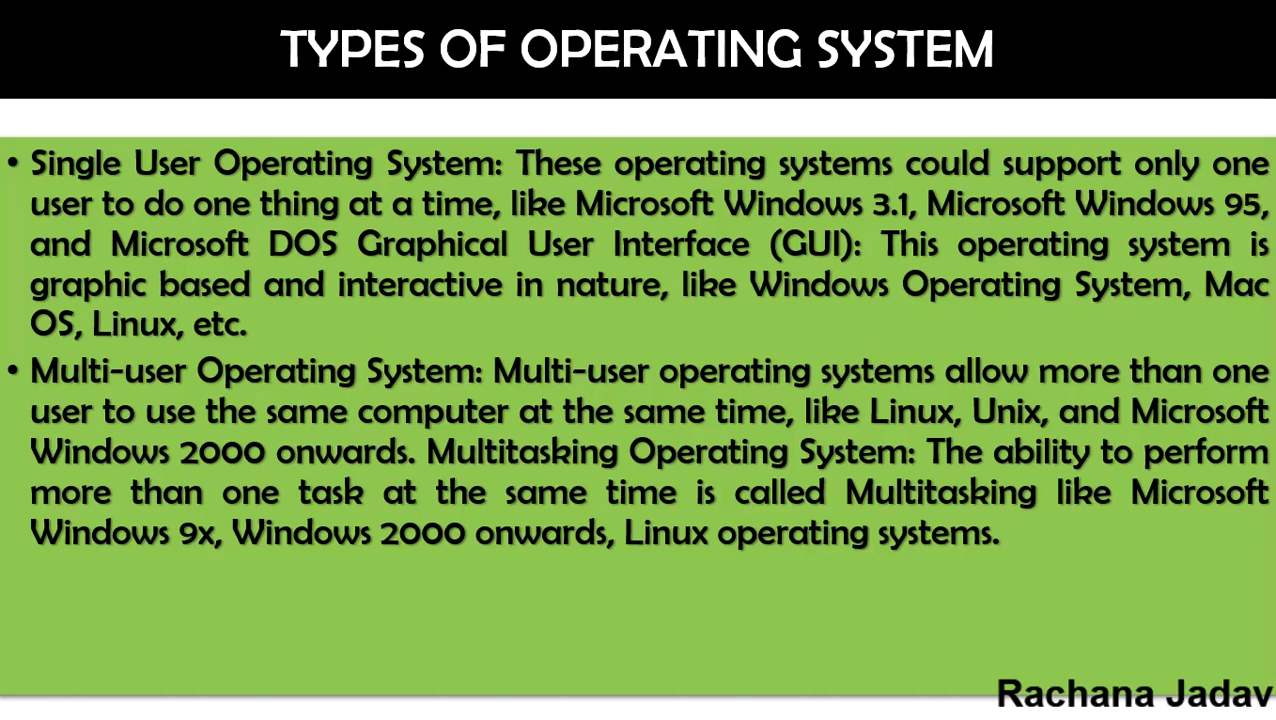 TYPES OF OPERATING SYSTEM
• Single User Operating System: These operating systems could support only one
user to do one thing at a time, like Microsoft Windows 3.1, Microsoft Windows 95,
and Microsoft DOS Graphical User Interface (GUI): This operating system is
graphic based and interactive in nature, like Windows Operating System, Mac
OS, Linux, etc.
• Multi-user Operating System: Multi-user operating systems allow more than one
user to use the same computer at the same time, like Linux, Unix, and Microsoft
Windows 2000 onwards. Multitasking Operating System: The ability to perform
more than one task at the same time is called Multitasking like Microsoft
Windows 9x, Windows 2000 onwards, Linux operating systems.
Rachana Jadav